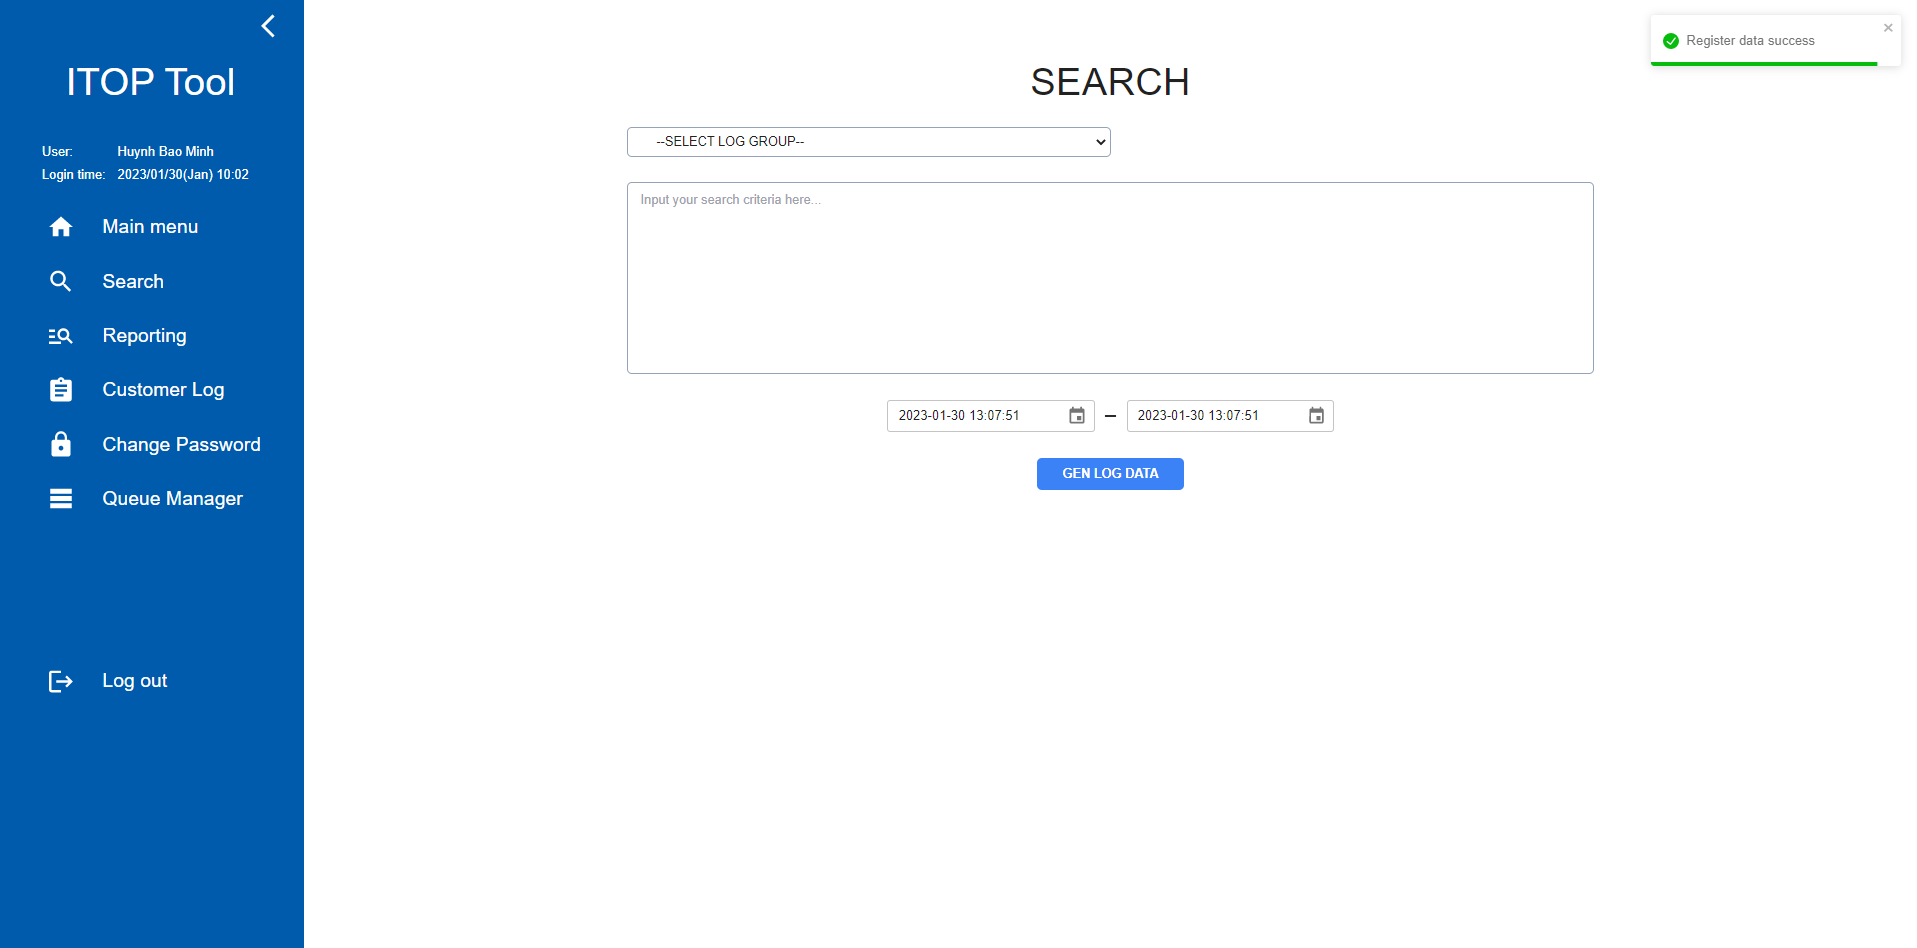 ITOP Tool
User: Huynh Bao Minh
Login time: 2023/01/30(Jan) 10:02
Main menu
Search
Reporting
Customer Log
Change Password
Queue Manager
Log out
SEARCH
--SELECT LOG GROUP--
Input your search criteria here...
2023-01-30 13:07:51 – 2023-01-30 13:07:51
GEN LOG DATA
Register data success